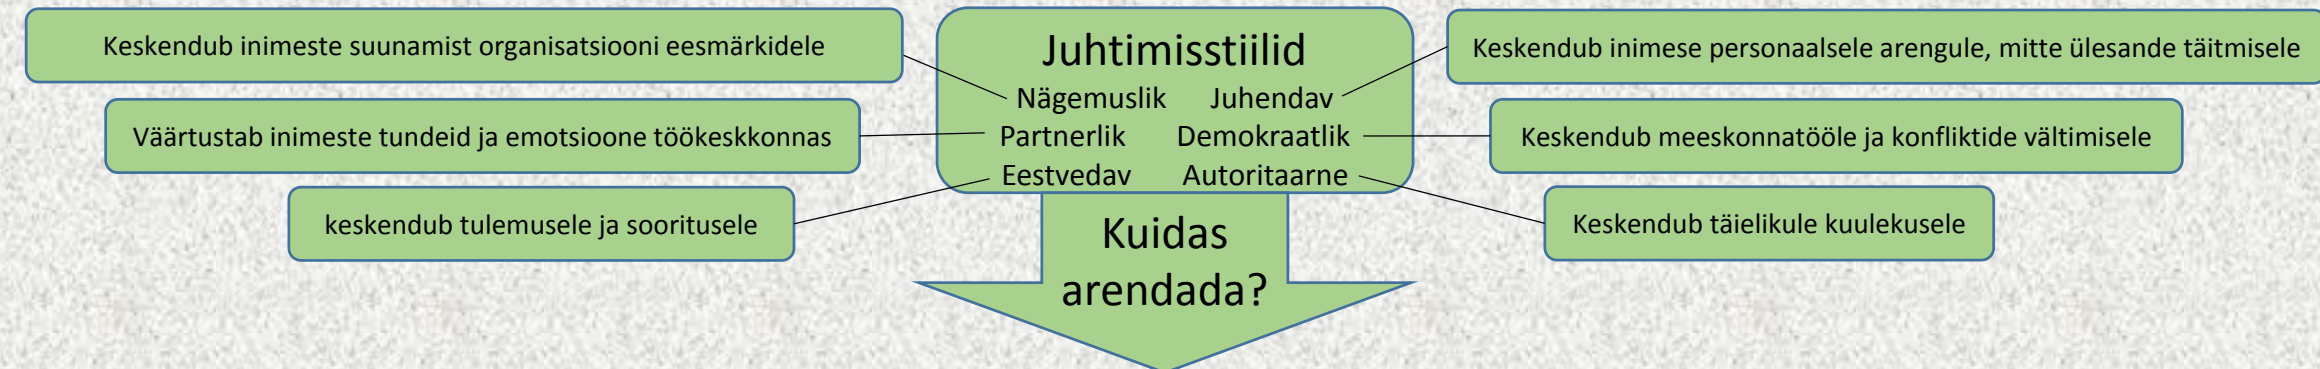 Juhtimisstiilid
Nägemuslik Juhendav
Partnerlik Demokraatlik
Eestvedav Autoritaarne
Keskendub inimeste suunamist organisatsiooni eesmärkidele
Väärtustab inimeste tundeid ja emotsioone töökeskkonnas
keskendub tulemusele ja sooritusele
Keskendub inimese personaalsele arengule, mitte ülesande täitmisele
Keskendub meeskonnatööle ja konfliktide vältimisele
Keskendub täielikule kuulekusele
Kuidas
arendada?